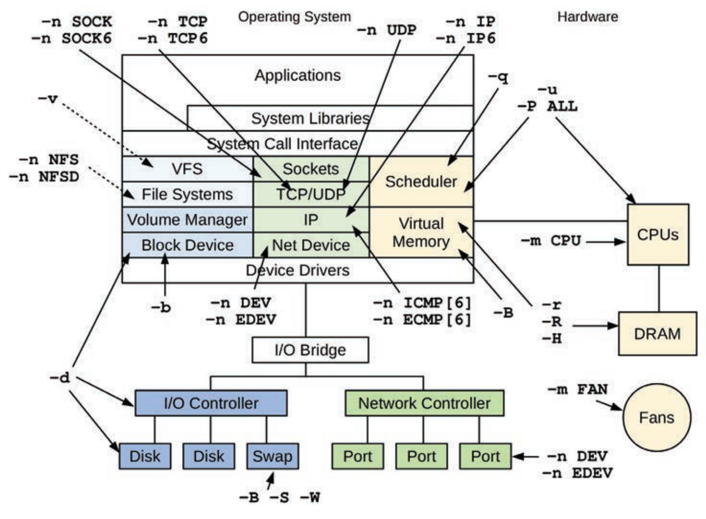 -n SOCK
-n SOCK6
-n TCP
-n TCP6
Operating System
-n UDP
-n IP
-n IP6
Hardware
-v
-q
-u
-P ALL
-n NFS
-n NFSD
Applications
System Libraries
System Call Interface
VFS
Sockets
Scheduler
File Systems
TCP/UDP
Volume Manager
IP
Virtual
Memory
Block Device
Net Device
Device Drivers
-m CPU
CPUs
-b
-n DEV
-n EDEV
-n ICMP[6]
-n ECMP[6]
-B
-r
-R
-H
DRAM
I/O Bridge
-d
I/O Controller
Network Controller
-m FAN
Fans
Disk
Disk
Swap
Port
Port
Port
-n DEV
-n EDEV
-B -S -W